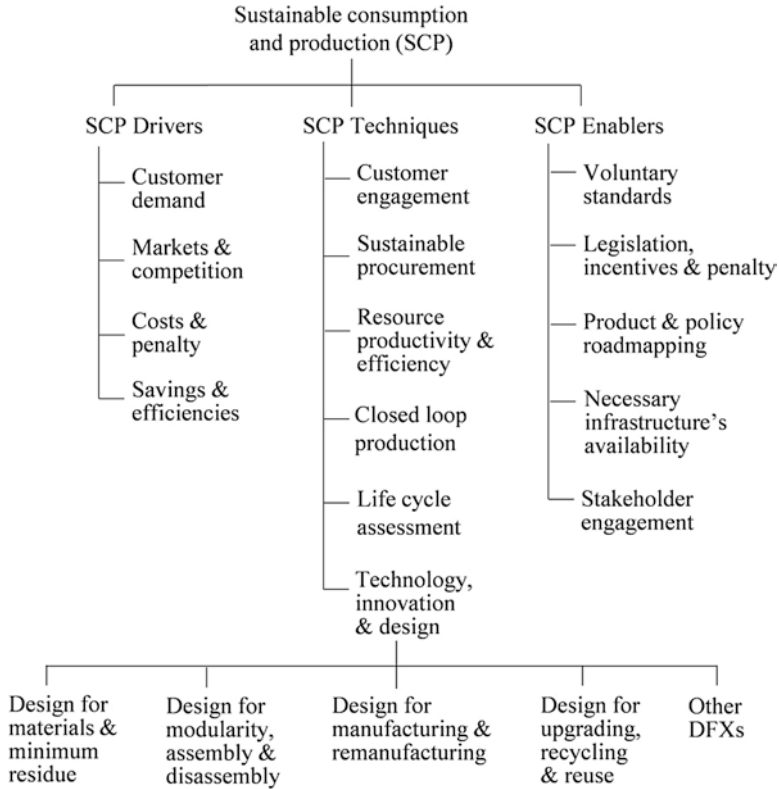 Sustainable consumption
and production (SCP)
SCP Drivers
Customer
demand
Markets &
competition
Costs &
penalty
Savings &
efficiencies
SCP Techniques
Customer
engagement
Sustainable
procurement
Resource
productivity &
efficiency
Closed loop
production
Life cycle
assessment
Technology,
innovation
& design
SCP Enablers
Voluntary
standards
Legislation,
incentives & penalty
Product & policy
roadmapping
Necessary
infrastructure's
availability
Stakeholder
engagement
Design for
materials &
minimum
residue
Design for
modularity,
assembly &
disassembly
Design for
manufacturing &
remanufacturing
Design for
upgrading,
recycling
& reuse
Other
DFXs